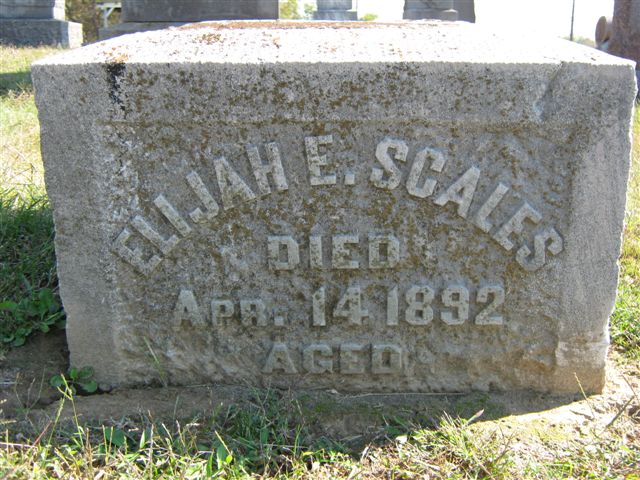 ELIJAH E. SCALES
DIED
APR. 14 1892
AGED